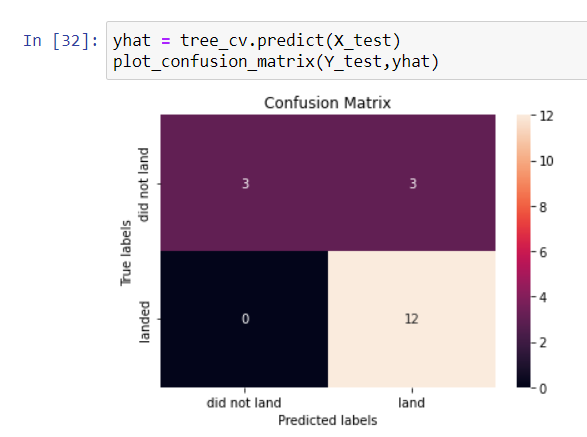 In [32]: yhat = tree_cv.predict(X_test)
plot_confusion_matrix(Y_test,yhat)
Confusion Matrix
True labels
did not land
landed
3 3
0 12
did not land land
Predicted labels
12
10
8
6
4
2
0